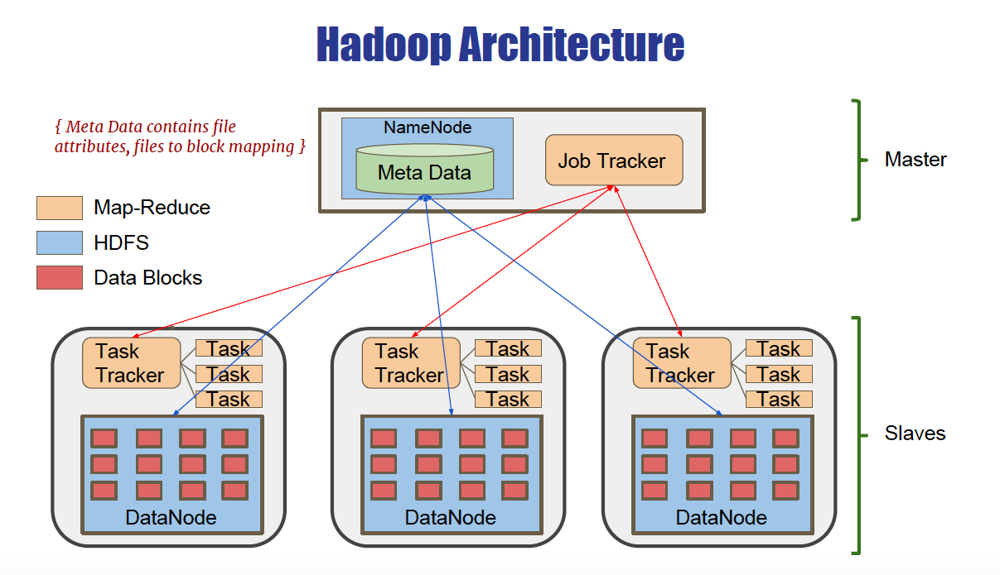 Hadoop Architecture
{ Meta Data contains file
attributes, files to block mapping }
NameNode
Meta Data
Job Tracker
Master
Map-Reduce
HDFS
Data Blocks
Task
Tracker
Task
Task
Task
DataNode
Task
Tracker
Task
Task
Task
DataNode
Task
Tracker
Task
Task
Task
DataNode
Slaves